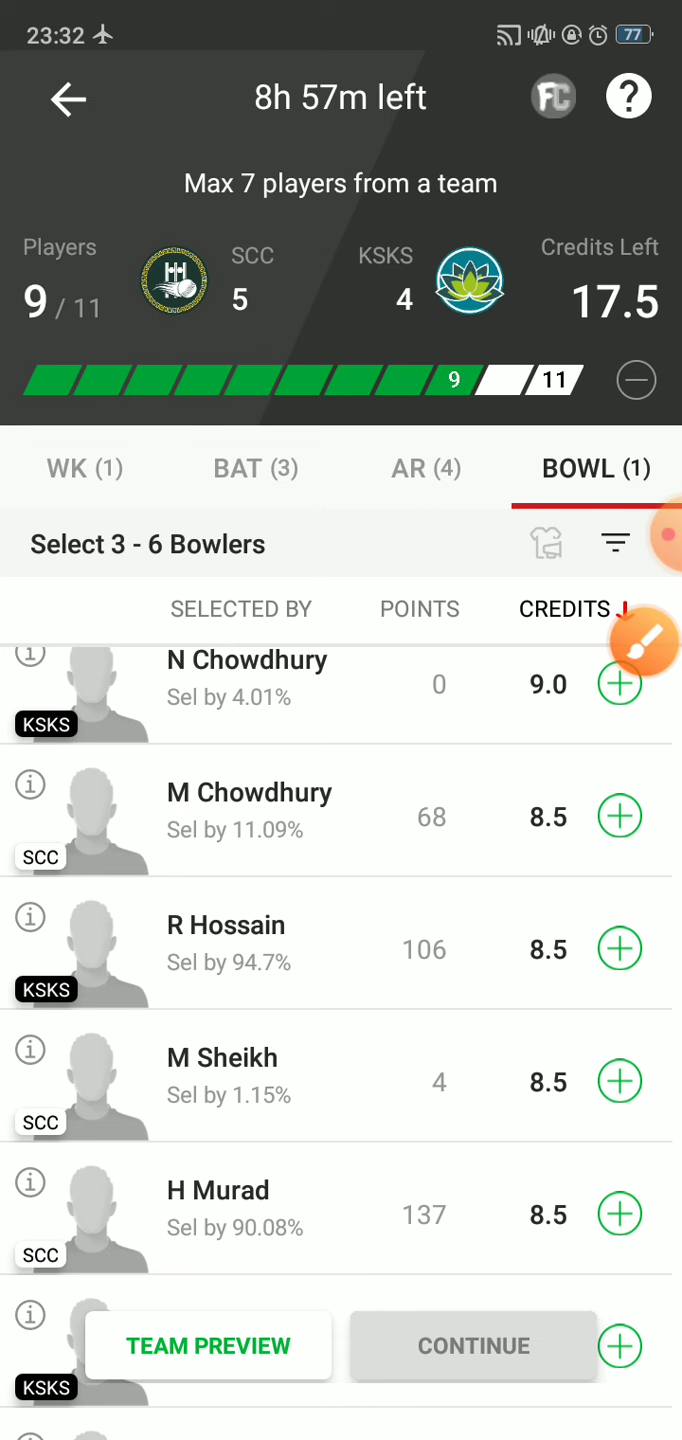 23:32
77
8h 57m left
FC
?
Max 7 players from a team
Players
SCC
KSKS
Credits Left
9 / 11
5
4
17.5
9
11
WK (1)
BAT (3)
AR (4)
BOWL (1)
Select 3 - 6 Bowlers
SELECTED BY
POINTS
CREDITS
N Chowdhury
Sel by 4.01%
0
9.0
KSKS
M Chowdhury
Sel by 11.09%
68
8.5
SCC
R Hossain
Sel by 94.7%
106
8.5
KSKS
M Sheikh
Sel by 1.15%
4
8.5
SCC
H Murad
Sel by 90.08%
137
8.5
SCC
TEAM PREVIEW
CONTINUE
KSKS